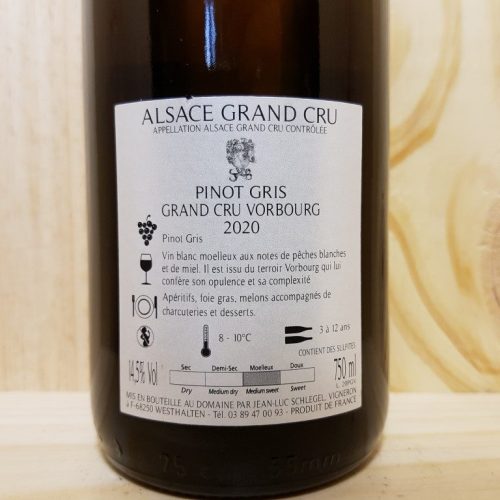 ALSACE GRAND CRU
APPELLATION ALSACE GRAND CRU CONTRÔLÉE
PINOT GRIS
GRAND CRU VORBOURG
2020
Pinot Gris
Vin blanc moelleux aux notes de pêches blanches
et de miel. Il est issu du terroir Vorbourg qui lui
confère son opulence et sa complexité
Apéritifs, foie gras, melons accompagnés de
charcuteries et desserts.
8 - 10°C
3 à 12 ans
CONTIENT DES SULFITES
14,5% Vol
Sec Demi-Sec Moelleux Doux
Dry Medium dry Medium sweet Sweet
750 ml
MIS EN BOUTEILLE AU DOMAINE PAR JEAN-LUC SCHLEGEL, VIGNERON
à F-68250 WESTHALTEN · Tél. 03 89 47 00 93 · PRODUIT DE FRANCE